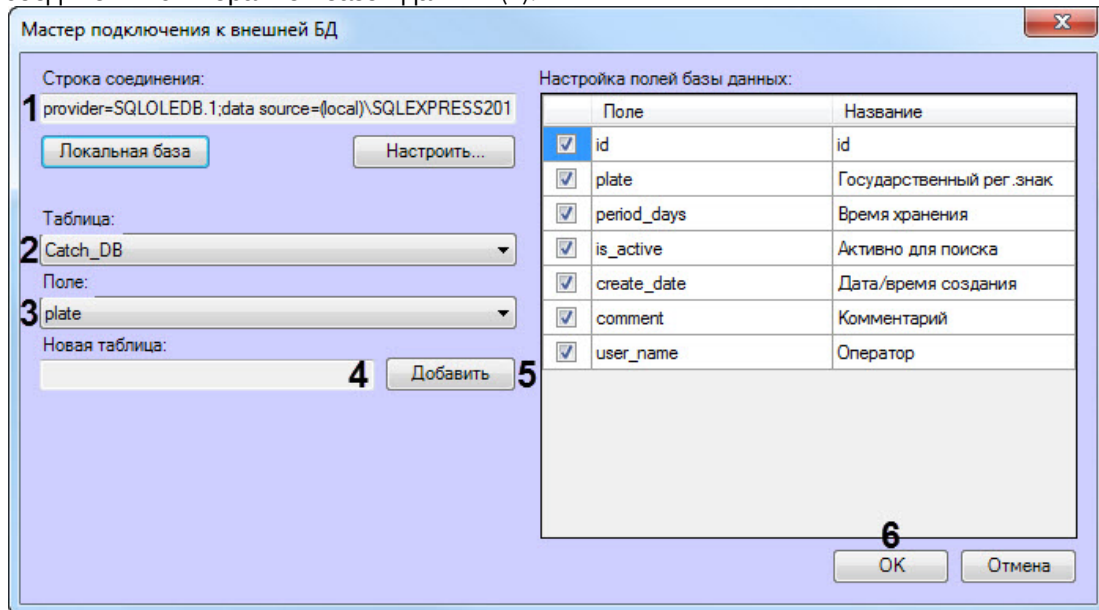 Мастер подключения к внешней БД
X
Строка соединения:
1 provider=SQLOLEDB.1;data source=(local)\SQLEXPRESS201
Локальная база Настроить...
Таблица:
2 Catch_DB
Поле:
3 plate
Новая таблица:
4 Добавить 5
Настройка полей базы данных:
Поле Название
id id
plate Государственный рег.знак
period_days Время хранения
is_active Активно для поиска
create_date Дата/время создания
comment Комментарий
user_name Оператор
6
OK Отмена